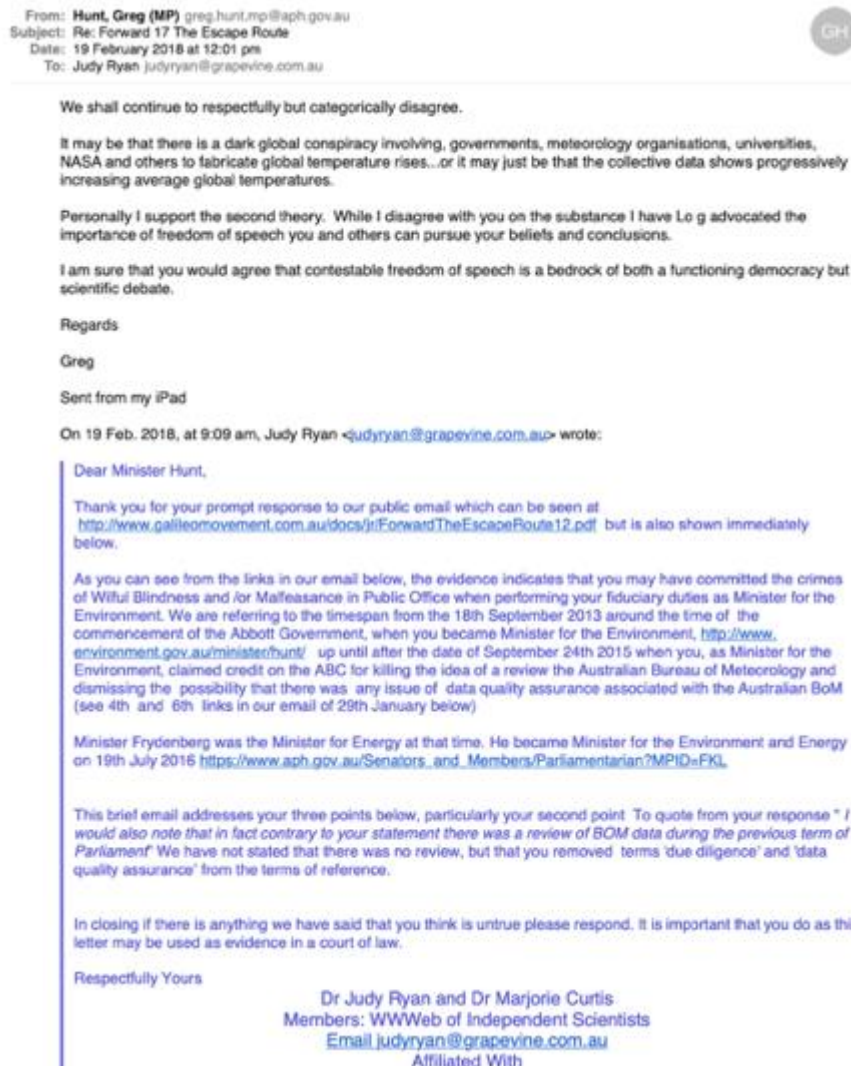 From: Hunt, Greg (MP) greg.hunt.mp@aph.gov.au
Subject: Re: Forward 17 The Escape Route
Date: 19 February 2018 at 12:01 pm
To: Judy Ryan judyryan@grapevine.com.au
GH
We shall continue to respectfully but categorically disagree.
It may be that there is a dark global conspiracy involving, governments, meteorology organisations, universities,
NASA and others to fabricate global temperature rises...or it may just be that the collective data shows progressively
increasing average global temperatures.
Personally I support the second theory. While I disagree with you on the substance I have Lo g advocated the
importance of freedom of speech you and others can pursue your beliefs and conclusions.
I am sure that you would agree that contestable freedom of speech is a bedrock of both a functioning democracy but
scientific debate.
Regards
Greg
Sent from my iPad
On 19 Feb. 2018, at 9:09 am, Judy Ryan <judyryan@grapevine.com.au> wrote:
Dear Minister Hunt,
Thank you for your prompt response to our public email which can be seen at
http://www.galileomovement.com.au/docs/jr/ForwardTheEscapeRoute12.pdf but is also shown immediately
below.
As you can see from the links in our email below, the evidence indicates that you may have committed the crimes
of Wilful Blindness and /or Malfeasance in Public Office when performing your fiduciary duties as Minister for the
Environment. We are referring to the timespan from the 18th September 2013 around the time of the
commencement of the Abbott Government, when you became Minister for the Environment, http://www.
environment.gov.au/minister/hunt/ up until after the date of September 24th 2015 when you, as Minister for the
Environment, claimed credit on the ABC for killing the idea of a review the Australian Bureau of Meteorology and
dismissing the possibility that there was any issue of data quality assurance associated with the Australian BoM
(see 4th and 6th links in our email of 29th January below)
Minister Frydenberg was the Minister for Energy at that time. He became Minister for the Environment and Energy
on 19th July 2016 https://www.aph.gov.au/Senators_and_Members/Parliamentarian?MPID=FKL
This brief email addresses your three points below, particularly your second point To quote from your response " I
would also note that in fact contrary to your statement there was a review of BOM data during the previous term of
Parliament" We have not stated that there was no review, but that you removed terms 'due diligence' and 'data
quality assurance' from the terms of reference.
In closing if there is anything we have said that you think is untrue please respond. It is important that you do as thi
letter may be used as evidence in a court of law.
Respectfully Yours
Dr Judy Ryan and Dr Marjorie Curtis
Members: WWWeb of Independent Scientists
Email judyryan@grapevine.com.au
Affiliated With